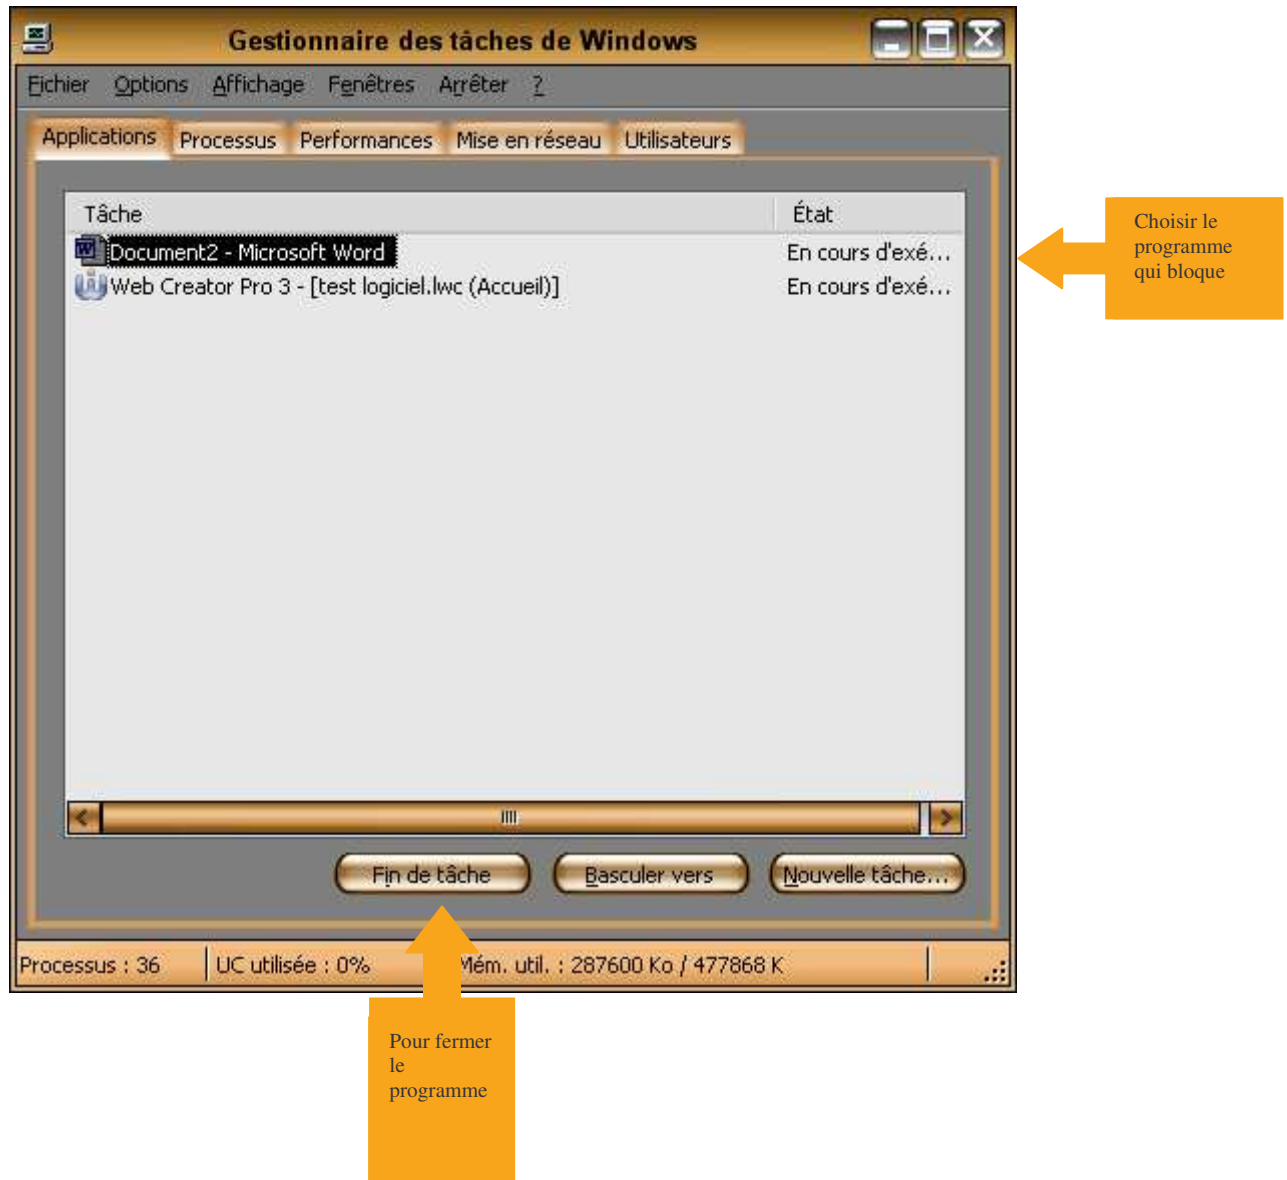 Gestionnaire des tâches de Windows
Fichier Options Affichage Fenêtres Arrêter ?
Applications Processus Performances Mise en réseau Utilisateurs
Tâche État
Document2 - Microsoft Word En cours d'exé...
Web Creator Pro 3 - [test logiciel.lwc (Accueil)] En cours d'exé...
Choisir le
programme
qui bloque
Fin de tâche Basculer vers Nouvelle tâche...
Processus : 36 UC utilisée : 0% Mém. util. : 287600 Ko / 477868 K
Pour fermer
le
programme